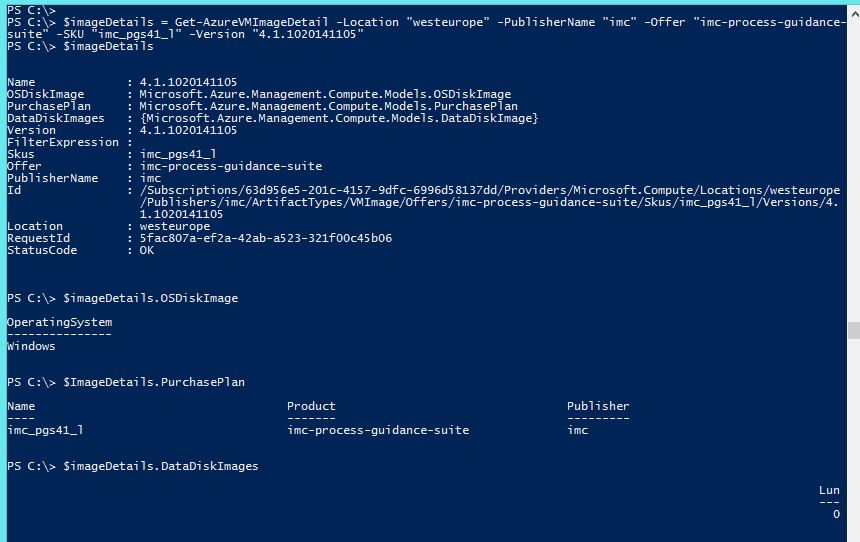 PS C:\>
PS C:\> $imageDetails = Get-AzureVMImageDetail -Location "westeurope" -PublisherName "imc" -Offer "imc-process-guidance-
suite" -SKU "imc_pgs41_l" -Version "4.1.1020141105"
PS C:\> $imageDetails
Name : 4.1.1020141105
OSDiskImage : Microsoft.Azure.Management.Compute.Models.OSDiskImage
PurchasePlan : Microsoft.Azure.Management.Compute.Models.PurchasePlan
DataDiskImages : {Microsoft.Azure.Management.Compute.Models.DataDiskImage}
Version : 4.1.1020141105
FilterExpression :
Skus : imc_pgs41_l
Offer : imc-process-guidance-suite
PublisherName : imc
Id : /Subscriptions/63d956e5-201c-4157-9dfc-6996d58137dd/Providers/Microsoft.Compute/Locations/westeurope
/Publishers/imc/ArtifactTypes/VMImage/Offers/imc-process-guidance-suite/Skus/imc_pgs41_l/Versions/4.
1.1020141105
Location : westeurope
RequestId : 5fac807a-ef2a-42ab-a523-321f00c45b06
StatusCode : OK
PS C:\> $imageDetails.OSDiskImage
OperatingSystem
---------------
Windows
PS C:\> $ImageDetails.PurchasePlan
Name Product Publisher
---- ------- ---------
imc_pgs41_l imc-process-guidance-suite imc
PS C:\> $imageDetails.DataDiskImages
Lun
---
0